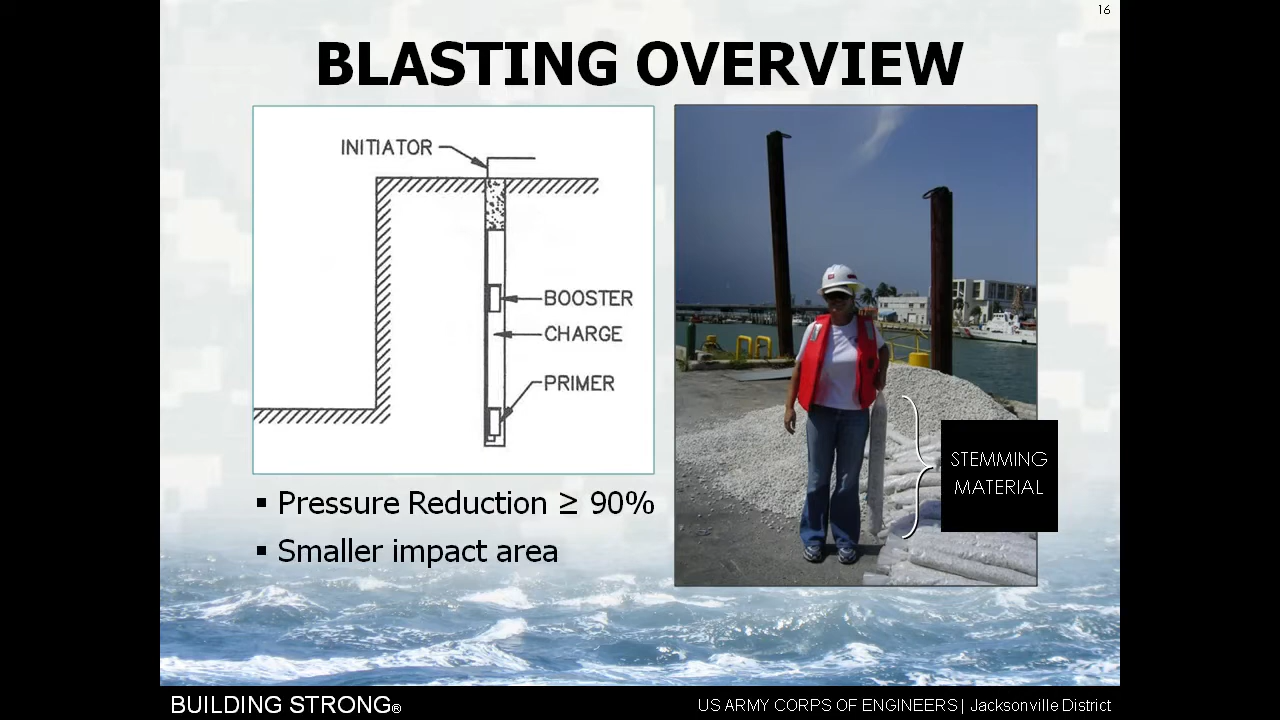 16
BLASTING OVERVIEW
INITIATOR
BOOSTER
CHARGE
PRIMER
STEMMING
MATERIAL
▪ Pressure Reduction ≥ 90%
▪ Smaller impact area
BUILDING STRONG®
US ARMY CORPS OF ENGINEERS | Jacksonville District